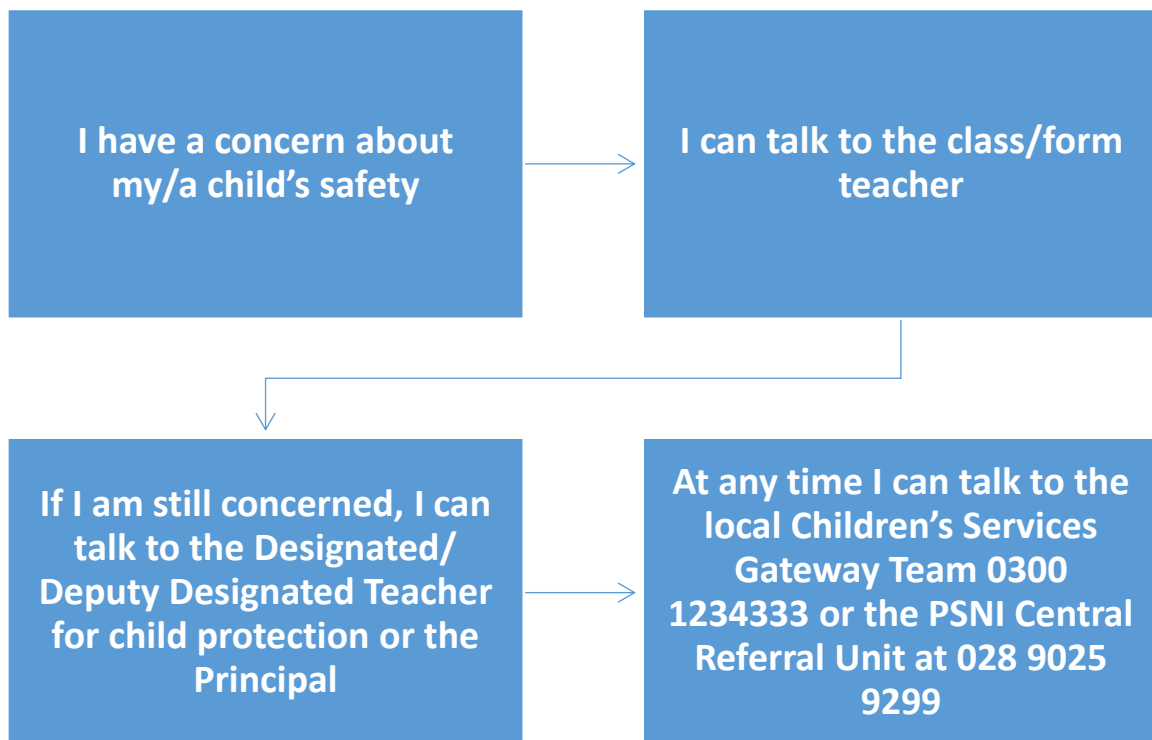 I have a concern about
my/a child’s safety
I can talk to the class/form
teacher
If I am still concerned, I can
talk to the Designated/
Deputy Designated Teacher
for child protection or the
Principal
At any time I can talk to the
local Children’s Services
Gateway Team 0300
1234333 or the PSNI Central
Referral Unit at 028 9025
9299